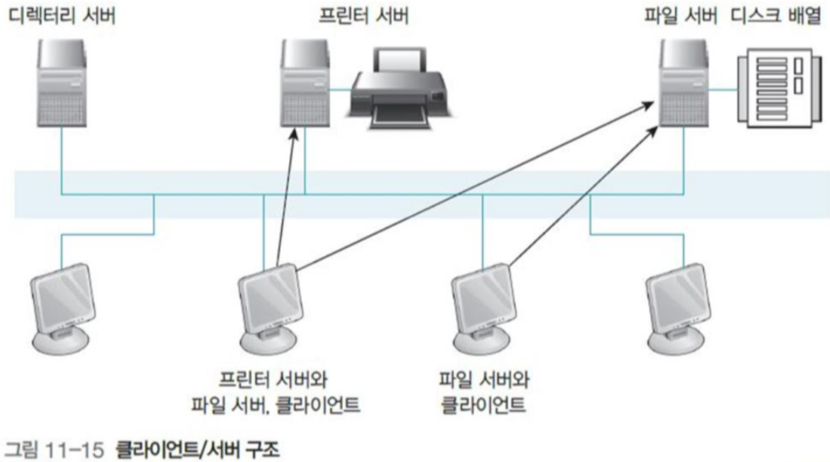 디렉터리 서버
프린터 서버
파일 서버
디스크 배열
프린터 서버와
파일 서버, 클라이언트
파일 서버와
클라이언트
그림 11-15 클라이언트/서버 구조